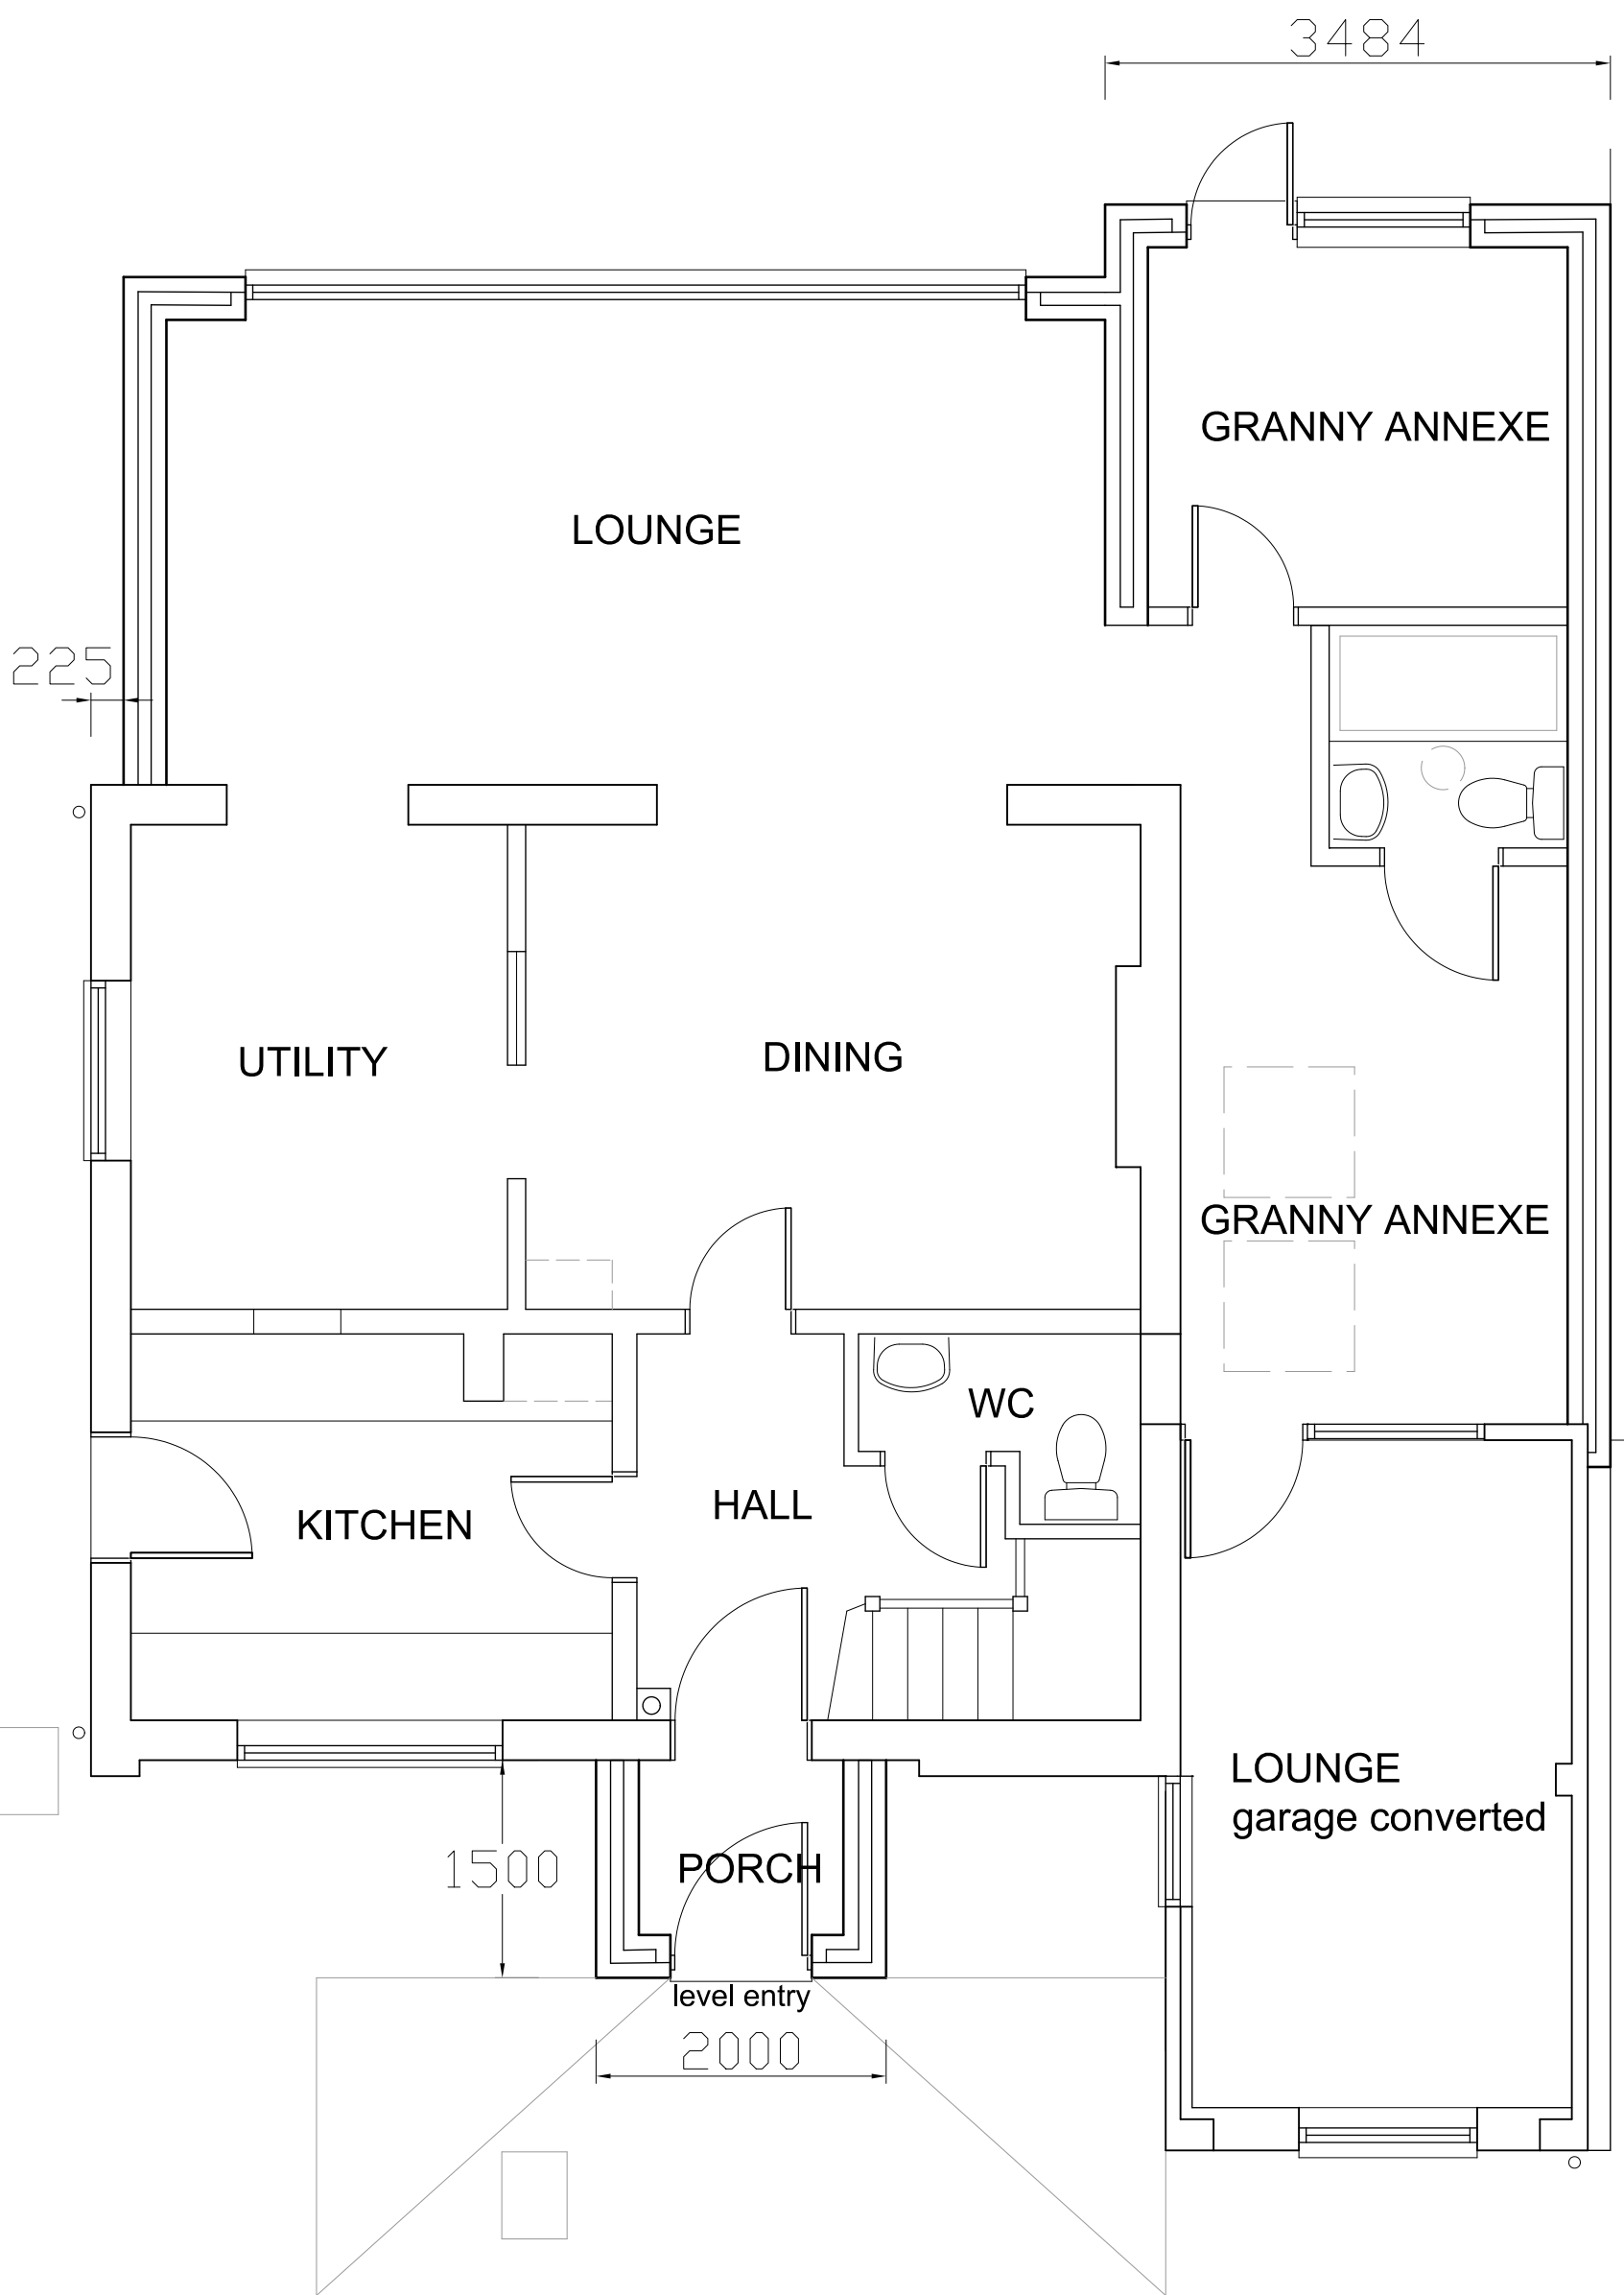 3484
GRANNY ANNEXE
LOUNGE
225
UTILITY
DINING
GRANNY ANNEXE
WC
HALL
KITCHEN
LOUNGE
garage converted
PORCH
1500
level entry
2000